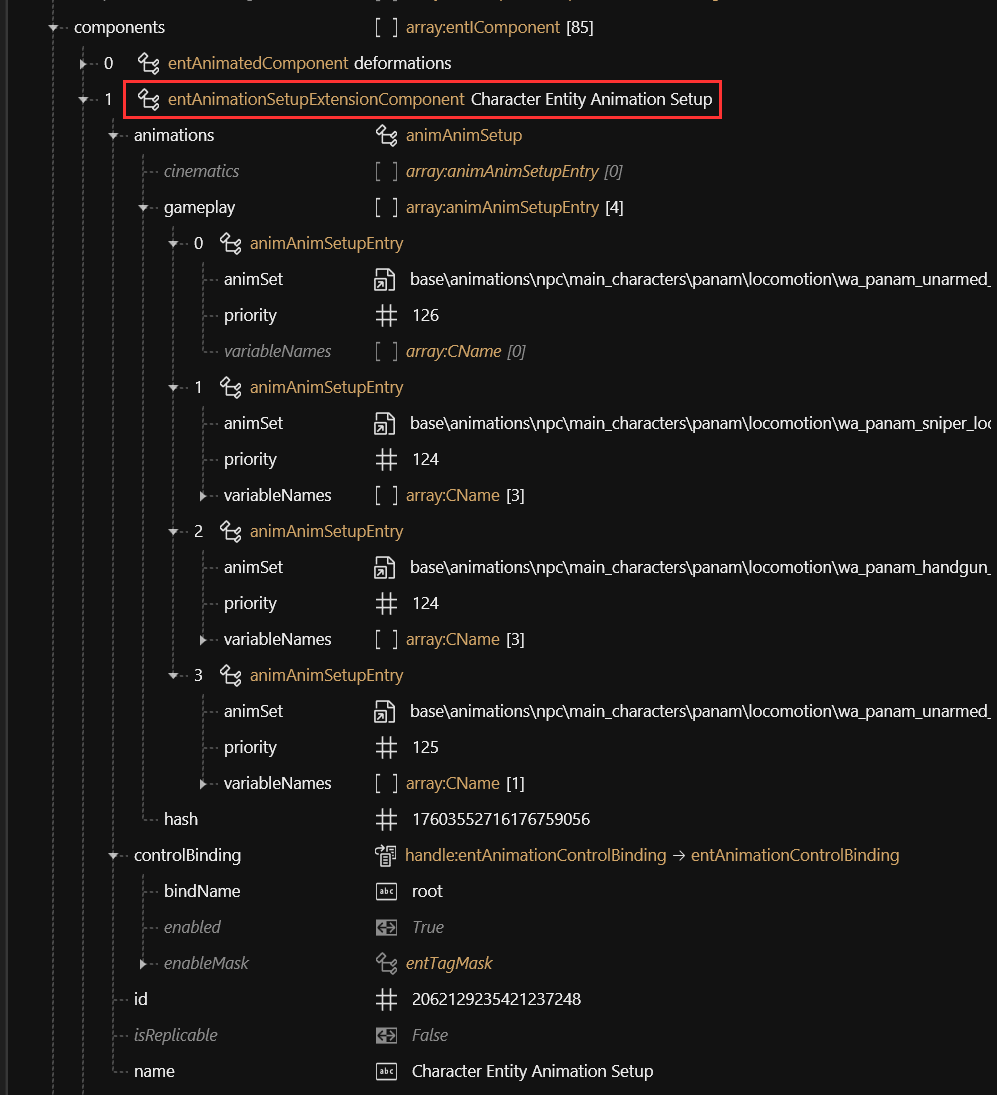 components [ ] array:entIComponent [85]
0 entAnimatedComponent deformations
1 entAnimationSetupExtensionComponent Character Entity Animation Setup
animations animAnimSetup
cinematics [ ] array:animAnimSetupEntry [0]
gameplay [ ] array:animAnimSetupEntry [4]
0 animAnimSetupEntry
animSet base\animations\npc\main_characters\panam\locomotion\wa_panam_unarmed_
priority 126
variableNames [ ] array:CName [0]
1 animAnimSetupEntry
animSet base\animations\npc\main_characters\panam\locomotion\wa_panam_sniper_loc
priority 124
variableNames [ ] array:CName [3]
2 animAnimSetupEntry
animSet base\animations\npc\main_characters\panam\locomotion\wa_panam_handgun_
priority 124
variableNames [ ] array:CName [3]
3 animAnimSetupEntry
animSet base\animations\npc\main_characters\panam\locomotion\wa_panam_unarmed_
priority 125
variableNames [ ] array:CName [1]
hash 17603552716176759056
controlBinding handle:entAnimationControlBinding → entAnimationControlBinding
bindName abc root
enabled True
enableMask entTagMask
id 2062129235421237248
isReplicable False
name abc Character Entity Animation Setup